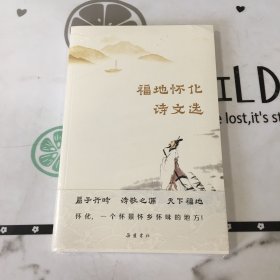 福地怀化
诗文选
屈子行吟 诗歌之源 天下福地
怀化,一个怀景怀乡怀味的地方!
岳麓书社
ILD
lost,it's